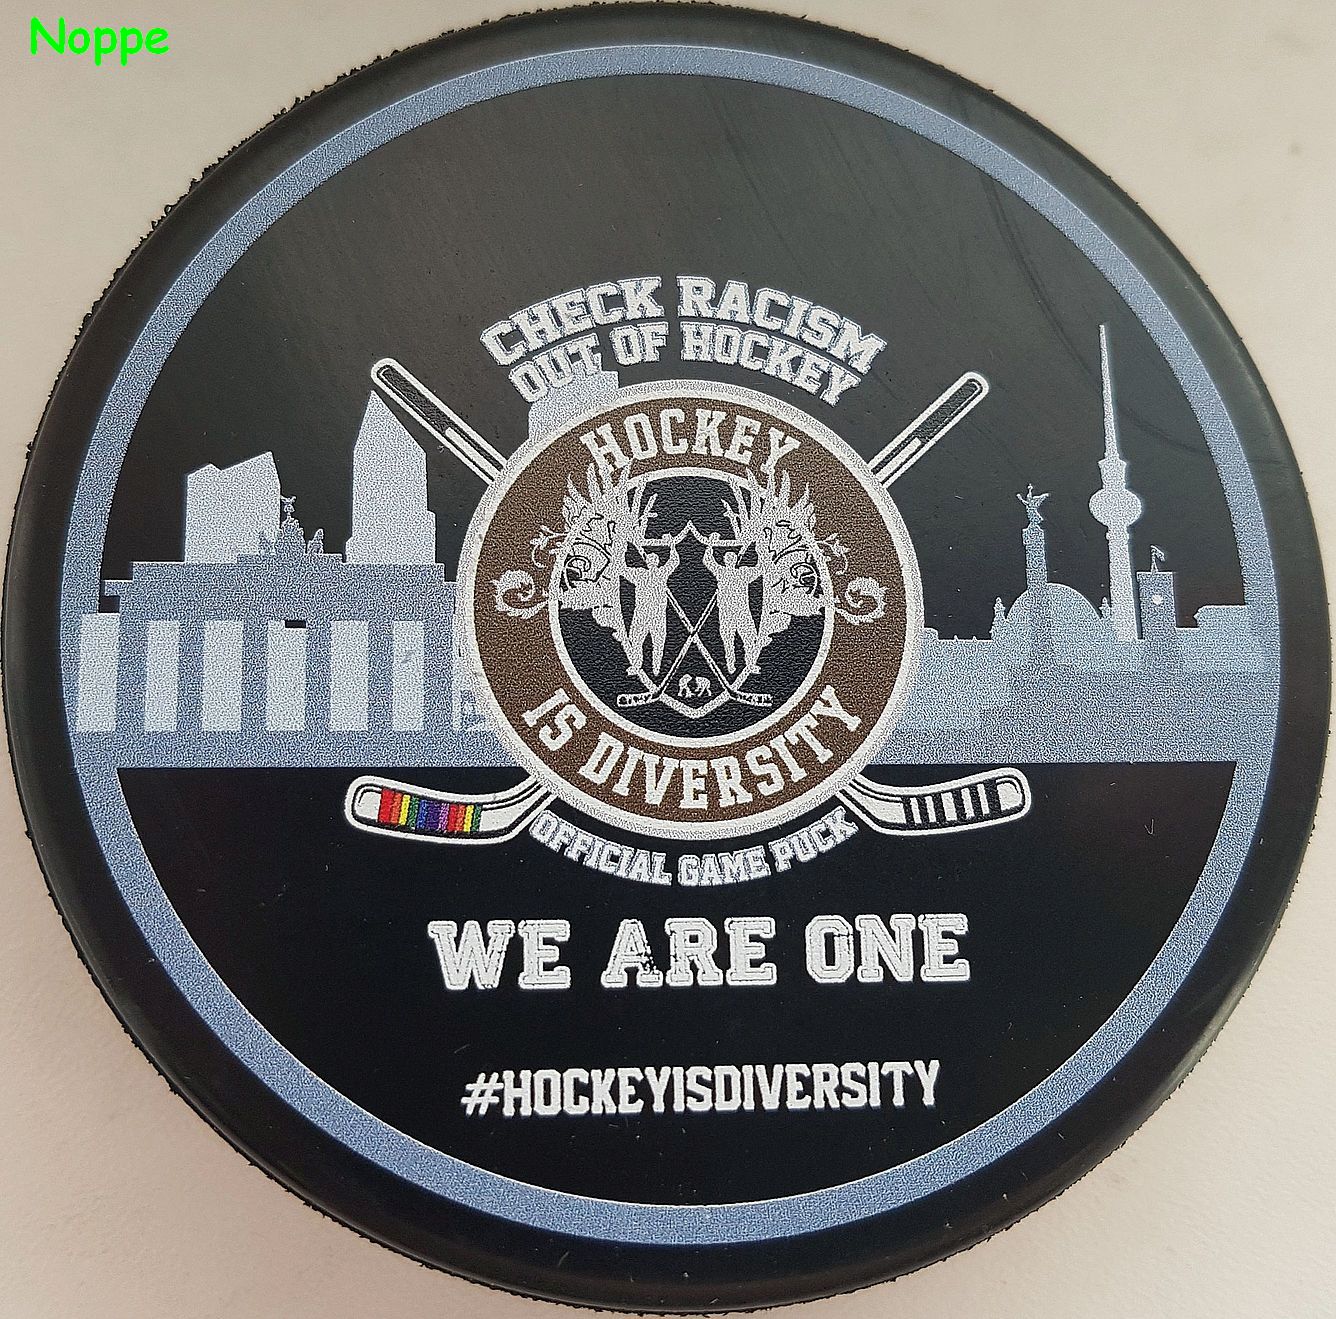 Noppe
CHECK RACISM
OUT OF HOCKEY
HOCKEY
IS DIVERSITY
OFFICIAL GAME PUCK
WE ARE ONE
#HOCKEYISDIVERSITY